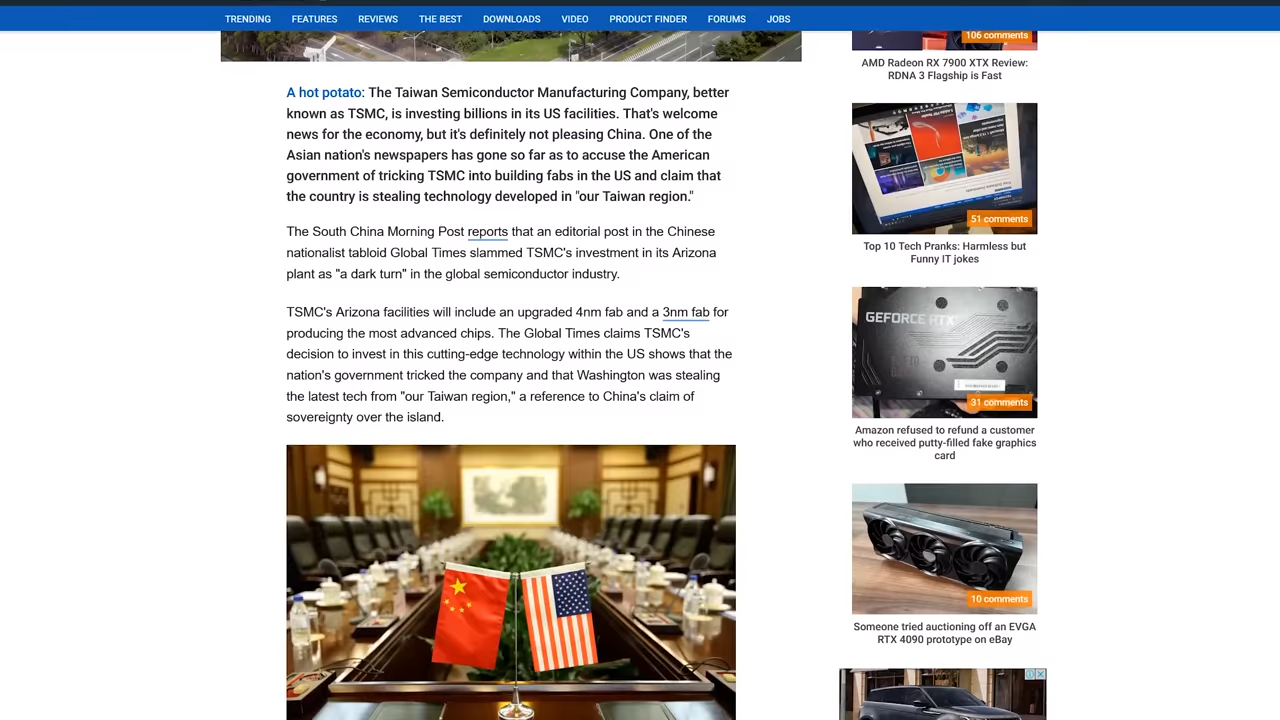 TRENDING FEATURES REVIEWS THE BEST DOWNLOADS VIDEO PRODUCT FINDER FORUMS JOBS
A hot potato: The Taiwan Semiconductor Manufacturing Company, better
known as TSMC, is investing billions in its US facilities. That's welcome
news for the economy, but it's definitely not pleasing China. One of the
Asian nation's newspapers has gone so far as to accuse the American
government of tricking TSMC into building fabs in the US and claim that
the country is stealing technology developed in "our Taiwan region."
The South China Morning Post reports that an editorial post in the Chinese
nationalist tabloid Global Times slammed TSMC's investment in its Arizona
plant as "a dark turn" in the global semiconductor industry.
TSMC's Arizona facilities will include an upgraded 4nm fab and a 3nm fab for
producing the most advanced chips. The Global Times claims TSMC's
decision to invest in this cutting-edge technology within the US shows that the
nation's government tricked the company and that Washington was stealing
the latest tech from "our Taiwan region," a reference to China's claim of
sovereignty over the island.
106 comments
AMD Radeon RX 7900 XTX Review:
RDNA 3 Flagship is Fast
51 comments
Top 10 Tech Pranks: Harmless but
Funny IT jokes
GEFORCE RTX
31 comments
Amazon refused to refund a customer
who received putty-filled fake graphics
card
10 comments
Someone tried auctioning off an EVGA
RTX 4090 prototype on eBay